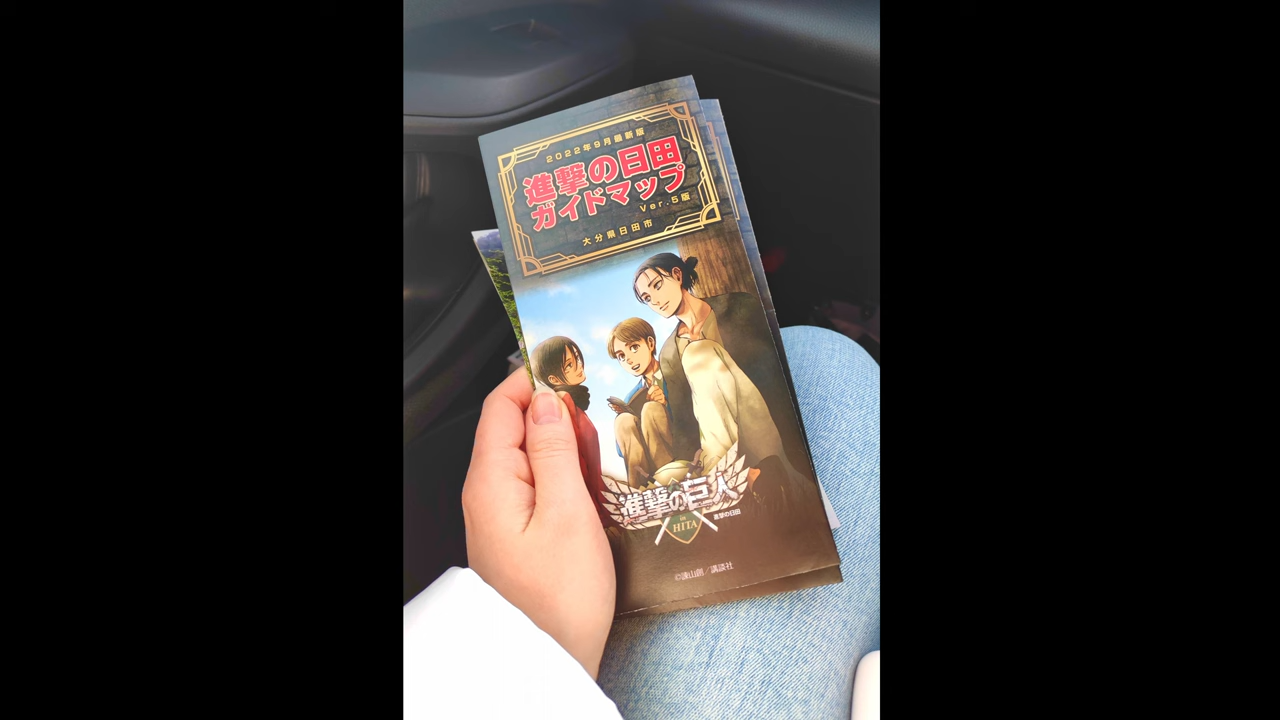 2022年9月最新版
進撃の日田
ガイドマップ
Ver.5版
大分県日田市
進撃の巨人
in
HITA
進撃の日田
©諫山創/講談社